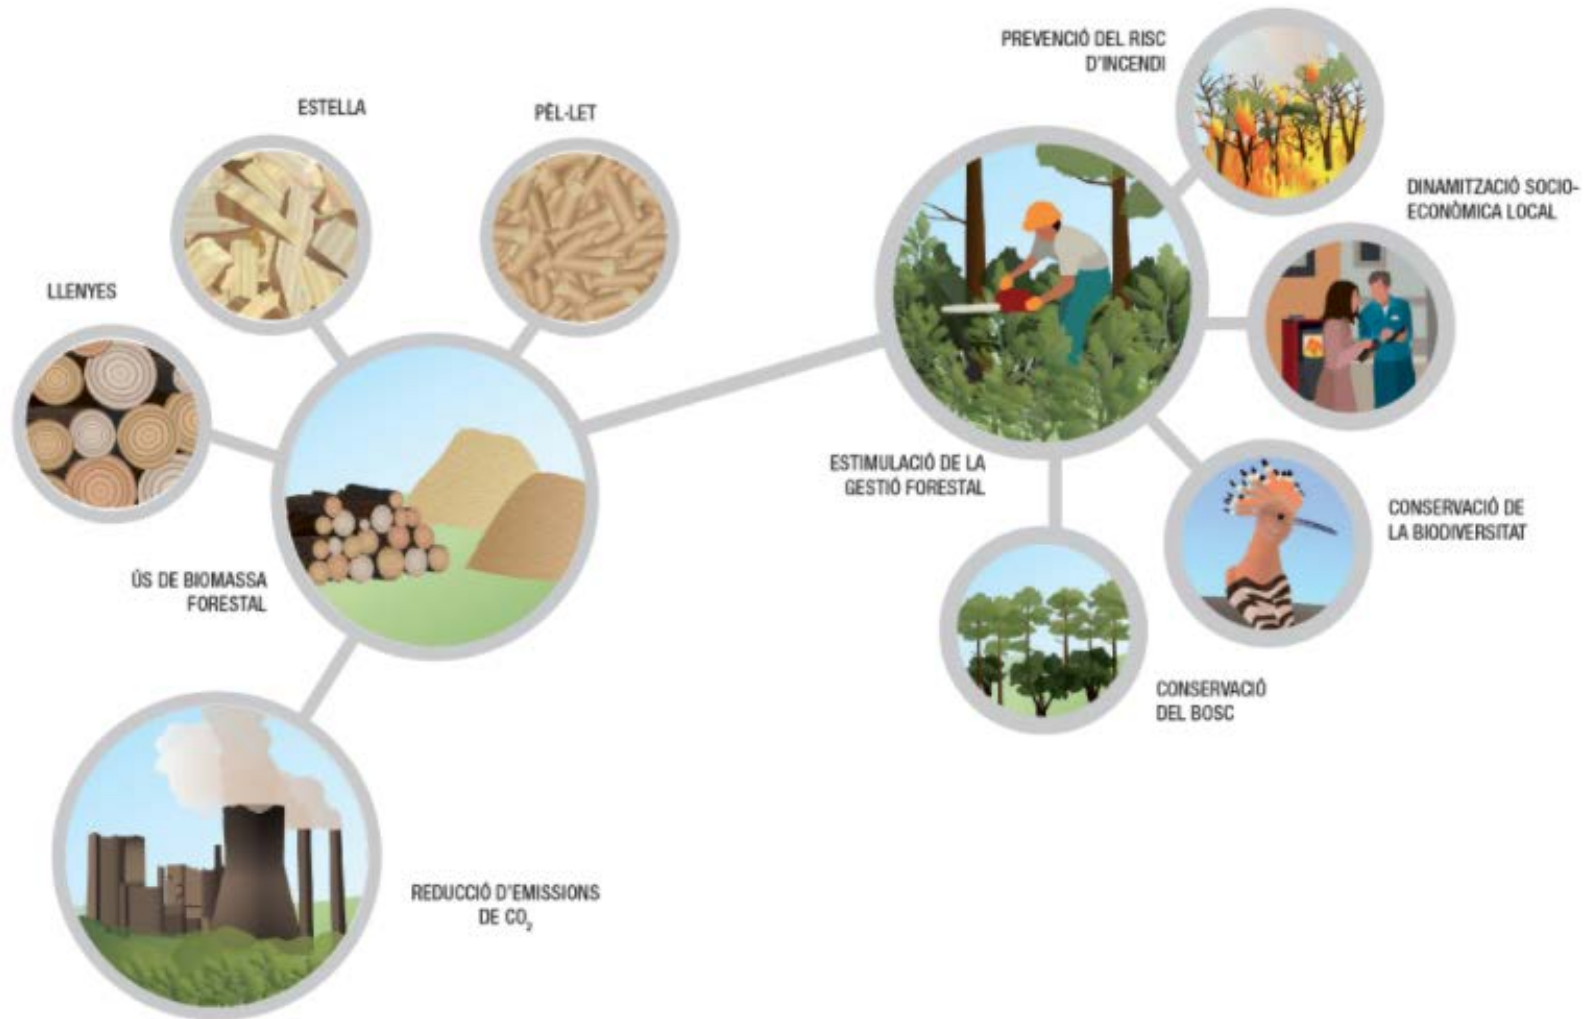 PREVENCIÓ DEL RISC
D'INCENDI
ESTELLA
PÈL-LET
DINAMITZACIÓ SOCIO-
ECONÒMICA LOCAL
LLENYES
ESTIMULACIÓ DE LA
GESTIÓ FORESTAL
CONSERVACIÓ DE
LA BIODIVERSITAT
ÚS DE BIOMASSA
FORESTAL
CONSERVACIÓ
DEL BOSC
REDUCCIÓ D'EMISSIONS
DE CO₂